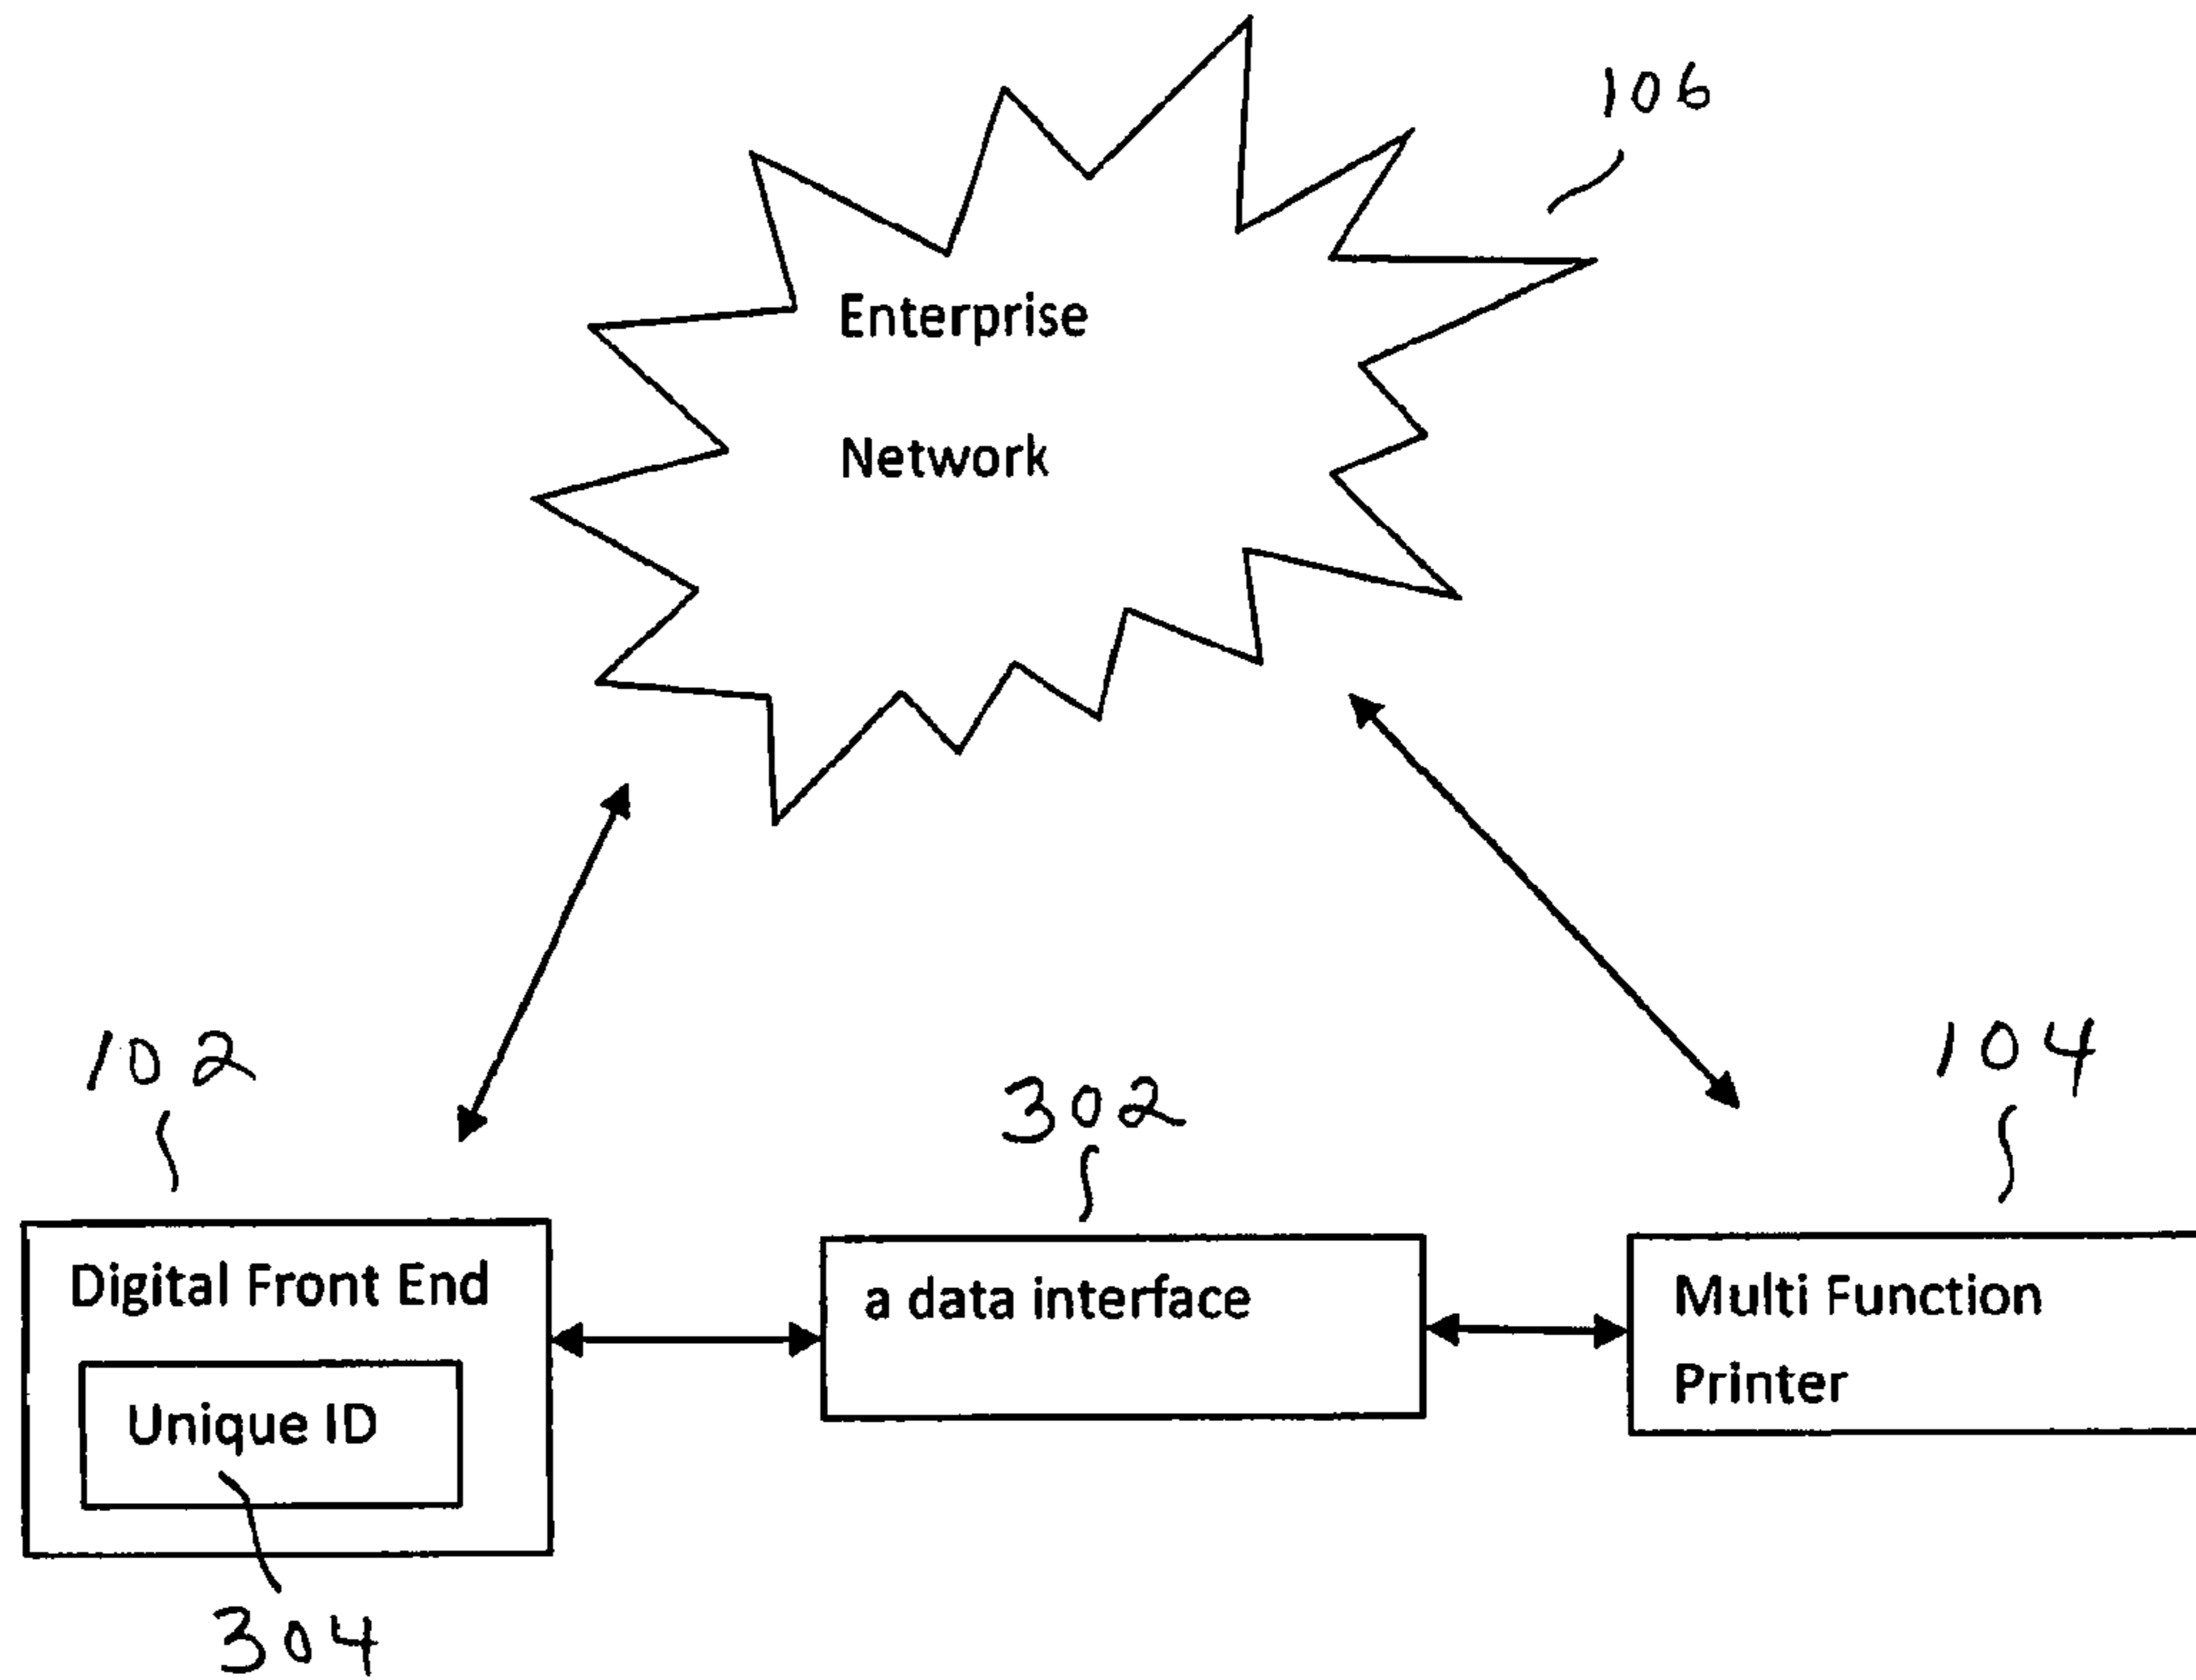 106
Enterprise
Network
102
302
104
Digital Front End
Unique ID
304
a data interface
Multi Function
Printer